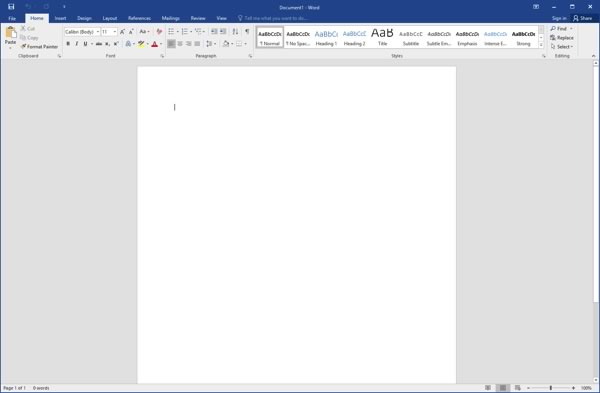 Document1 - Word
Sign in Share
File Home Insert Design Layout References Mailings Review View Tell me what you want to do...
Paste
Cut
Copy
Format Painter
Calibri (Body) 11
AaBbCcDc AaBbCcDc AaBbCc AaBbCcE AaB AaBbCcC AaBbCcDc AaBbCcDc AaBbCcDc AaBbCcDc
¶ Normal ¶ No Spac... Heading 1 Heading 2 Title Subtitle Subtle Em... Emphasis Intense E... Strong
Find
Replace
Select
Clipboard Font Paragraph Styles Editing
Page 1 of 1 0 words 100%